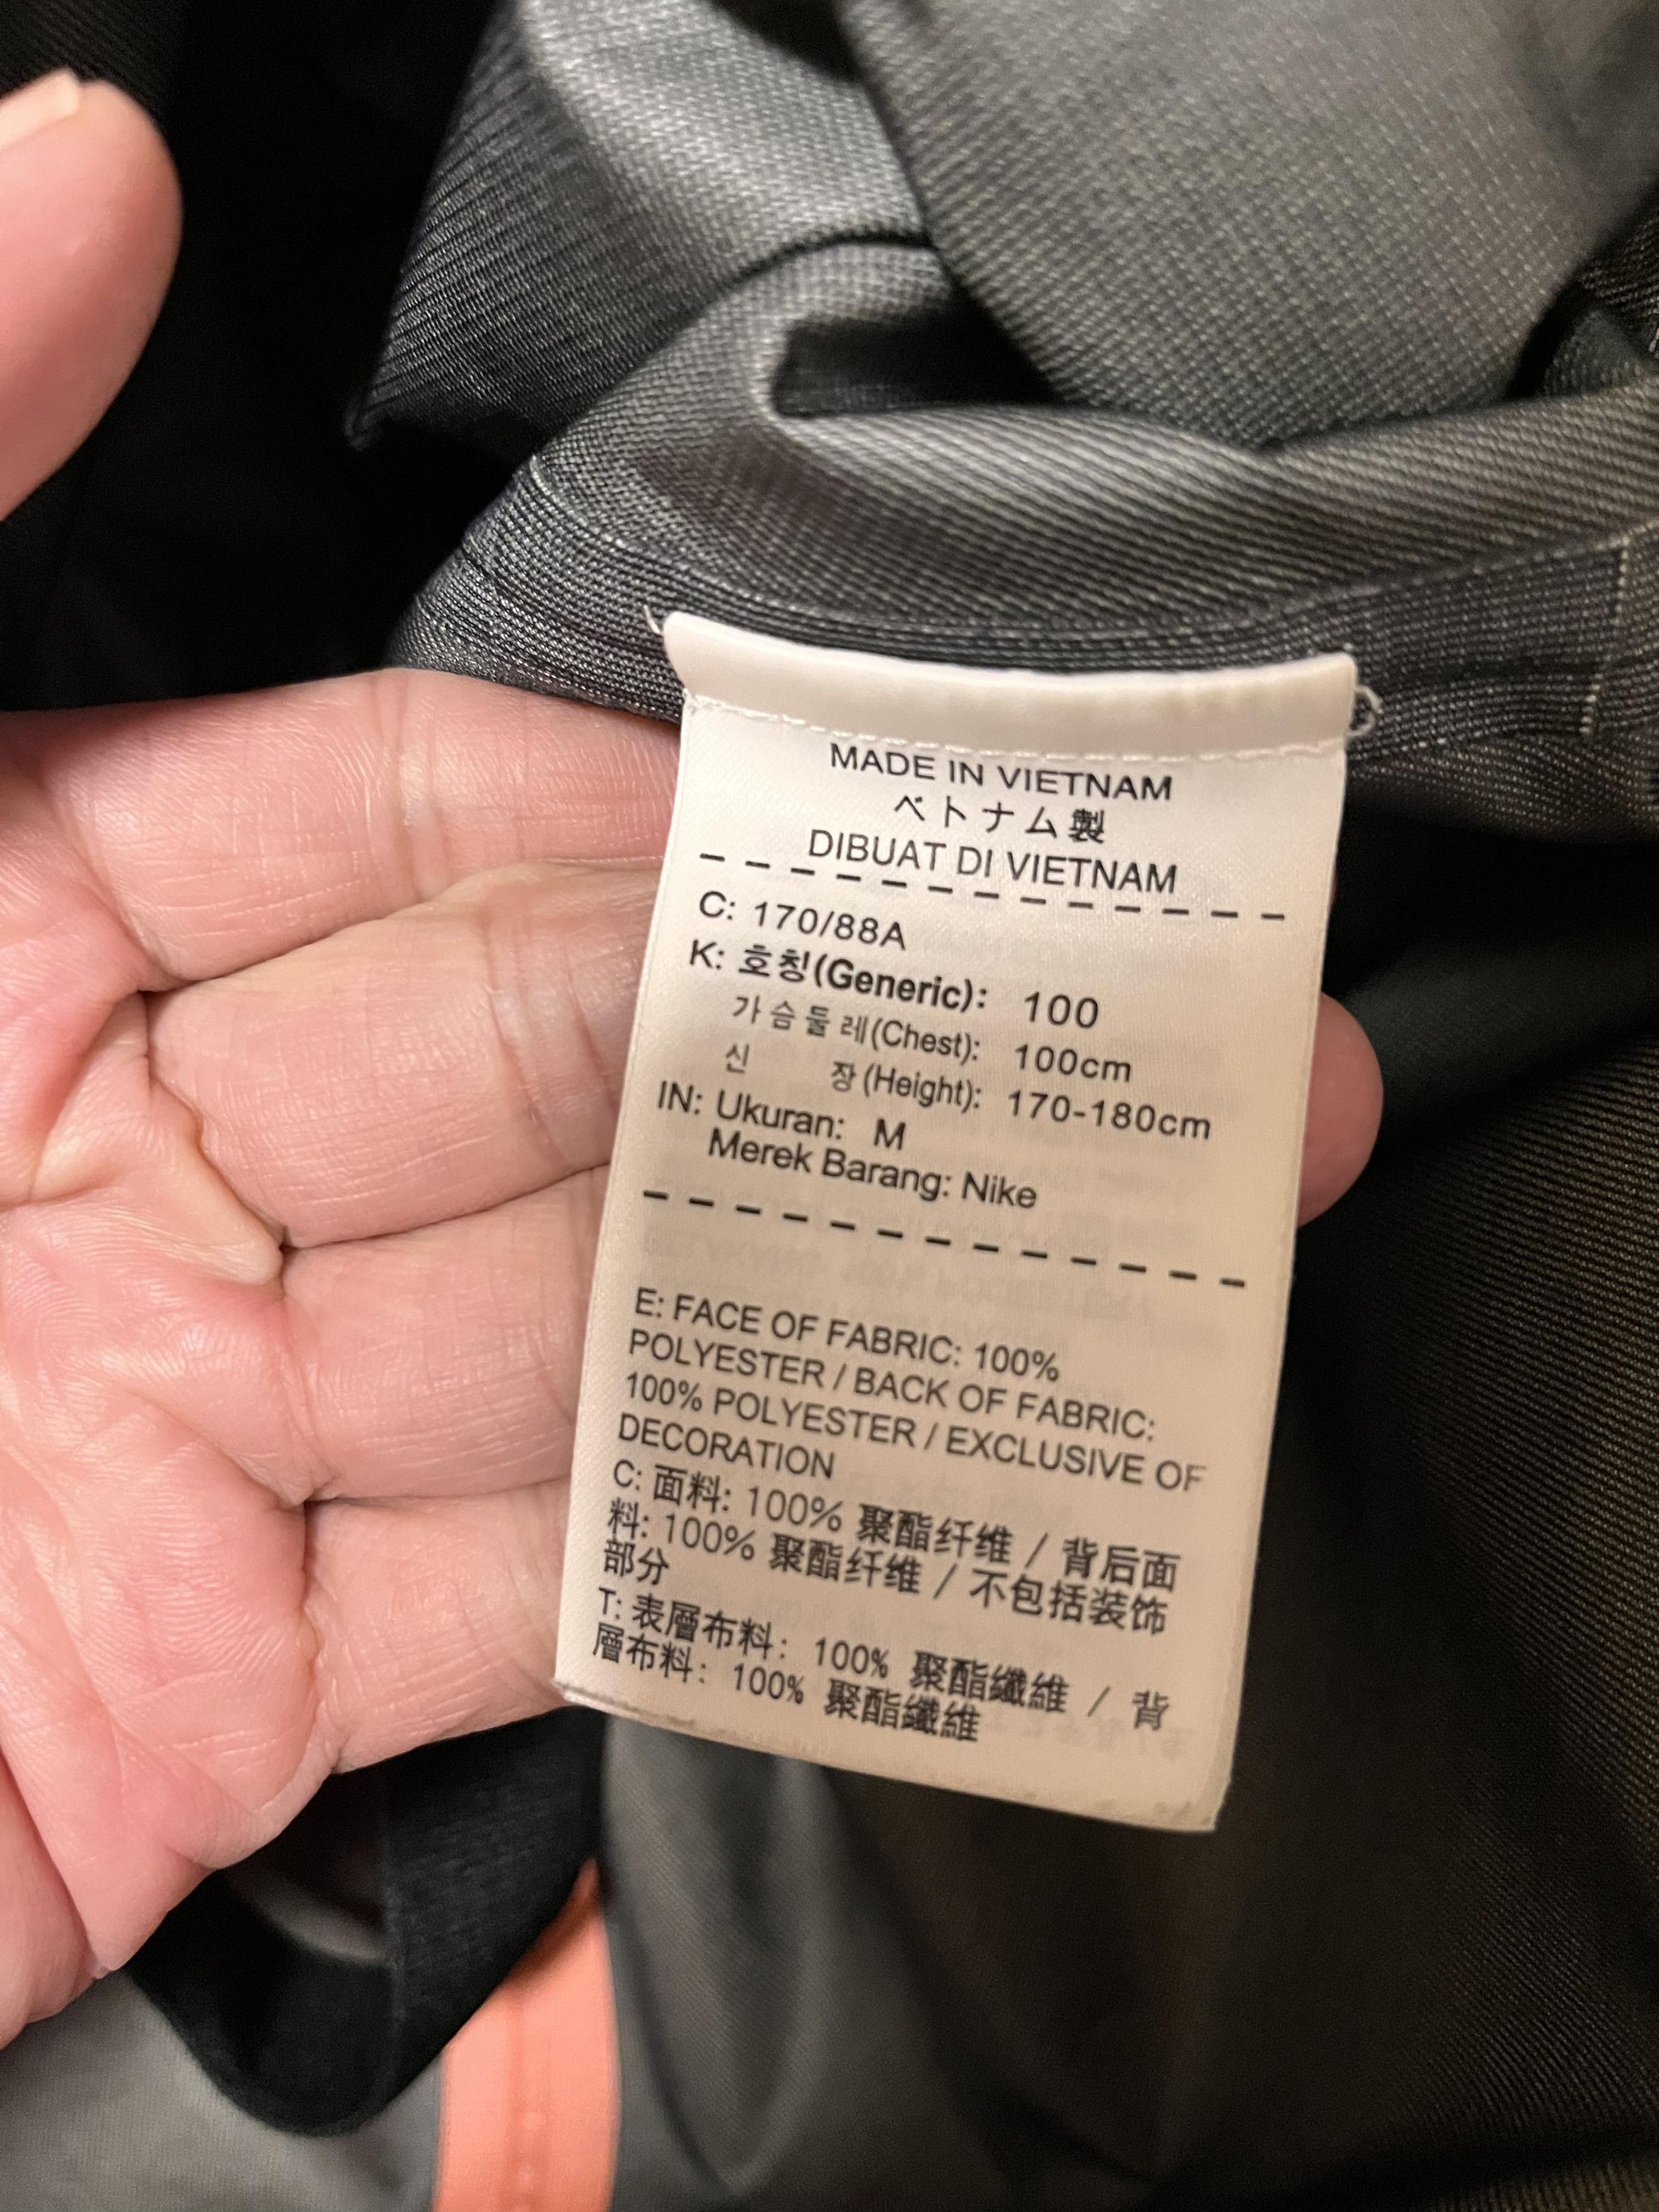 MADE IN VIETNAM
ベトナム製
DIBUAT DI VIETNAM
C: 170/88A
K: 호칭(Generic): 100
가슴둘레(Chest): 100cm
신 장(Height): 170-180cm
IN: Ukuran: M
Merek Barang: Nike
E: FACE OF FABRIC: 100%
POLYESTER / BACK OF FABRIC:
100% POLYESTER / EXCLUSIVE OF
DECORATION
C: 面料: 100% 聚酯纤维 / 背后面
料: 100% 聚酯纤维 / 不包括装饰
部分
T: 表層布料: 100% 聚酯纖維 / 背
層布料: 100% 聚酯纖維